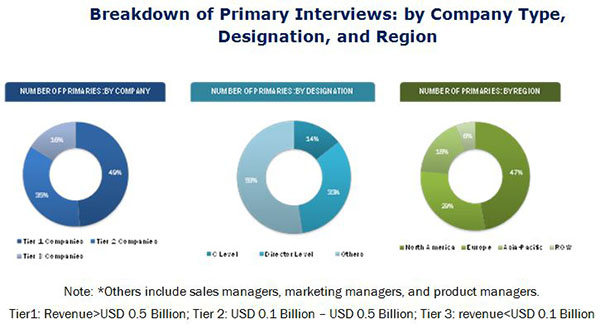 Breakdown of Primary Interviews: by Company Type,
Designation, and Region
NUMBER OF PRIMARIES: BY COMPANY
NUMBER OF PRIMARIES: BY DESIGNATION
NUMBER OF PRIMARIES: BY REGION
16%
49%
35%
14%
33%
53%
6%
18%
47%
29%
Tier 1 Companies Tier 2 Companies
Tier 3 Companies
C Level Director Level Others
North America Europe Asia-Pacific ROW
Note: *Others include sales managers, marketing managers, and product managers.
Tier1: Revenue>USD 0.5 Billion; Tier 2: USD 0.1 Billion – USD 0.5 Billion; Tier 3: revenue<USD 0.1 Billion